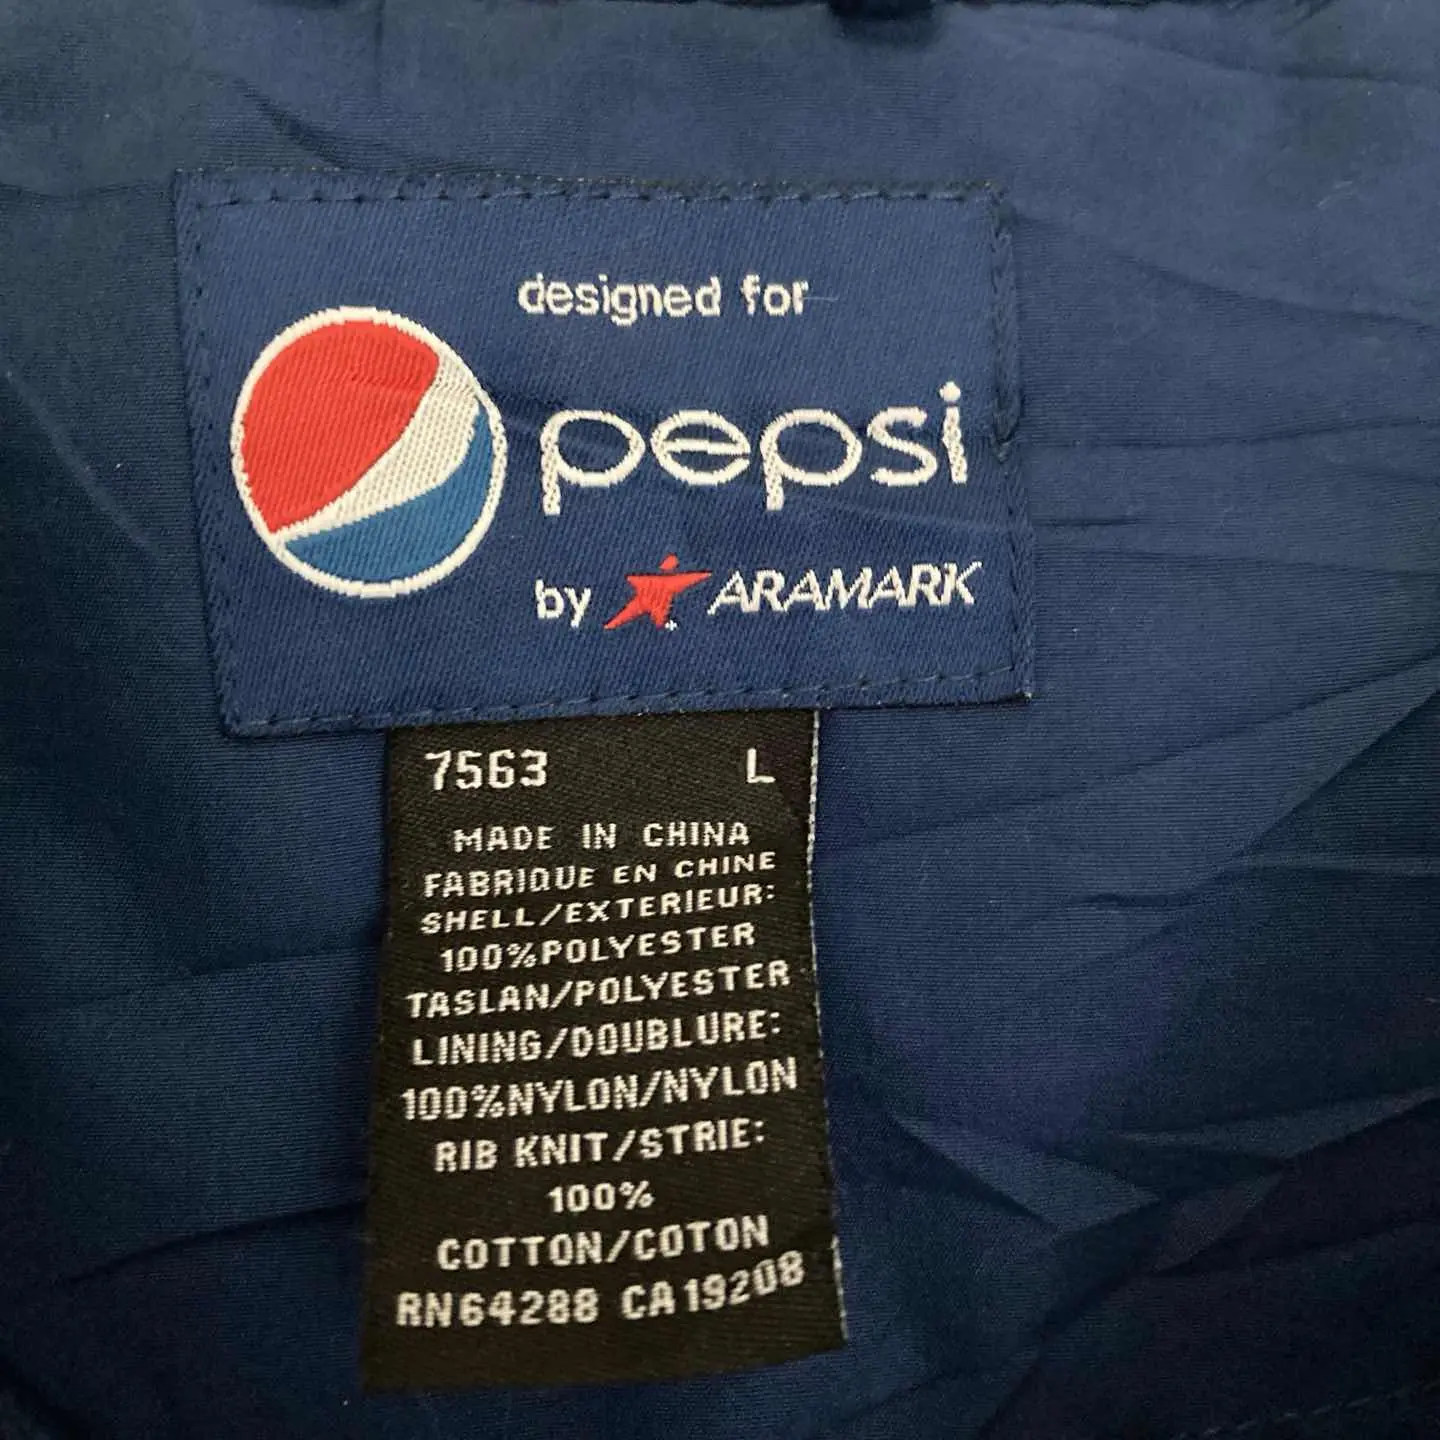 designed for
pepsi
by ARAMARK
7563 L
MADE IN CHINA
FABRIQUE EN CHINE
SHELL/EXTERIEUR:
100%POLYESTER
TASLAN/POLYESTER
LINING/DOUBLURE:
100%NYLON/NYLON
RIB KNIT/STRIE:
100%
COTTON/COTON
RN64288 CA19208